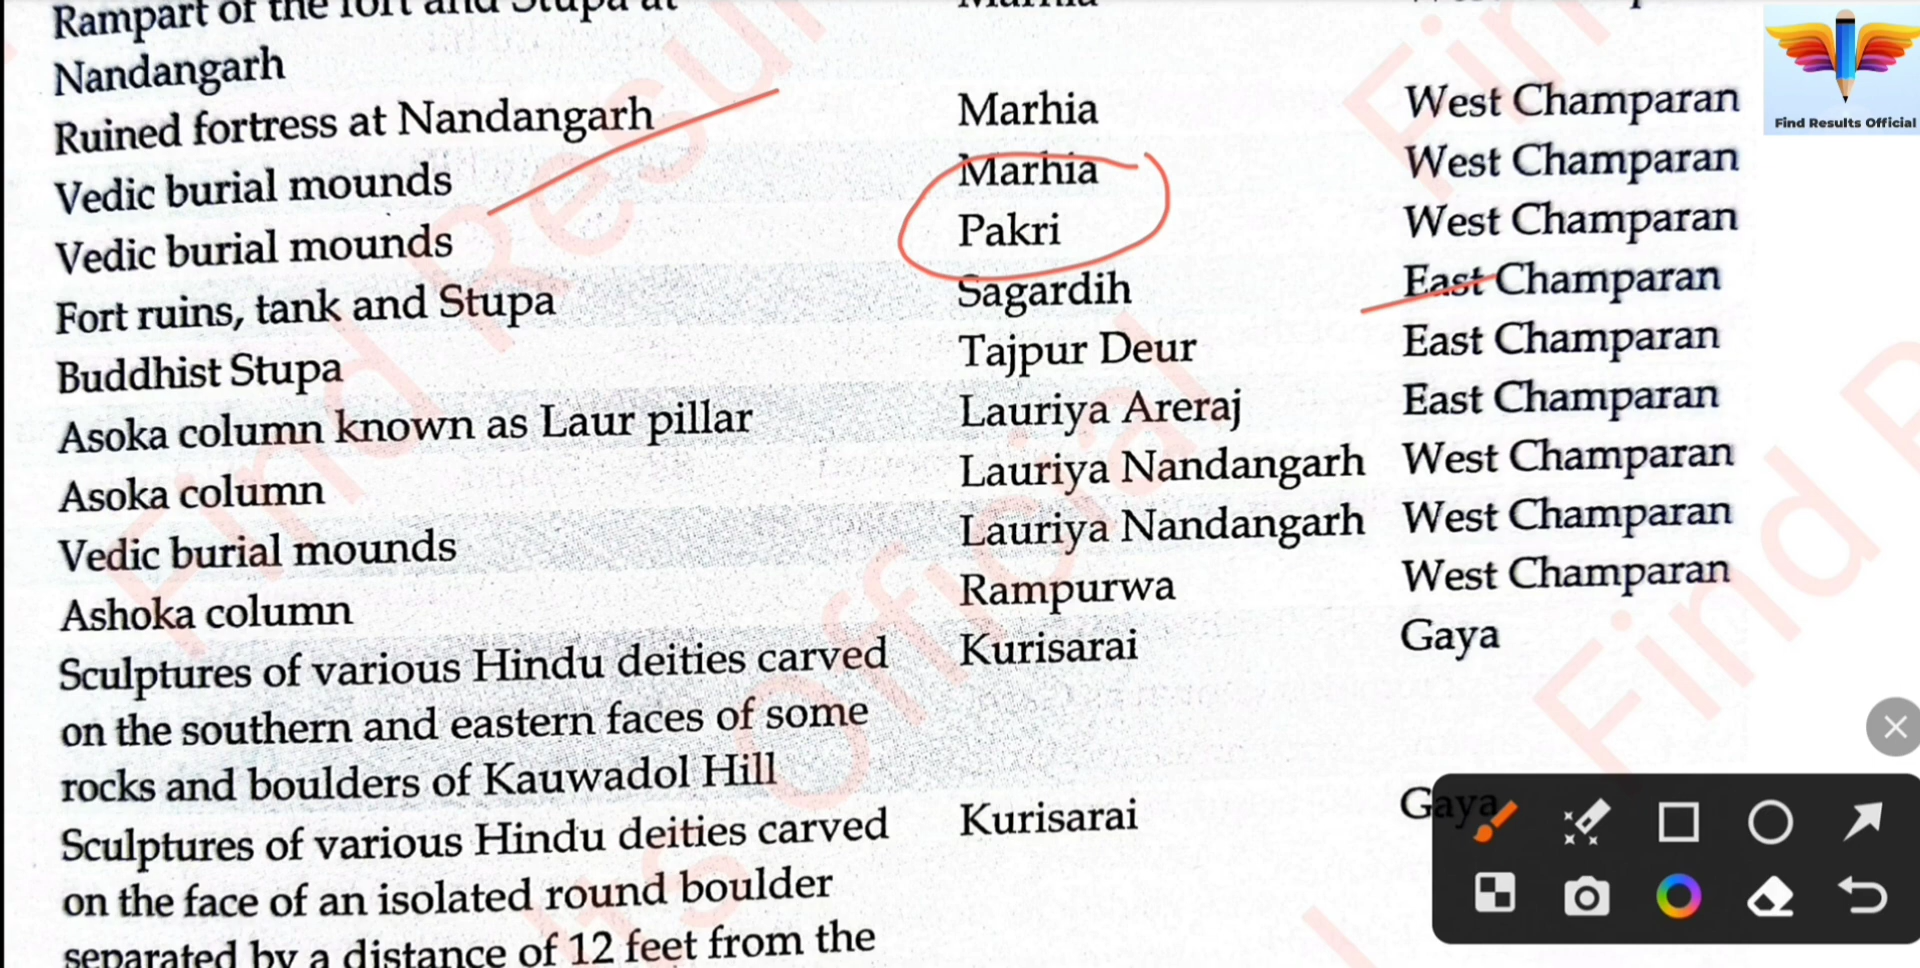 Rampart of the fort and Stupa at
Nandangarh
Ruined fortress at Nandangarh Marhia West Champaran
Vedic burial mounds Marhia West Champaran
Vedic burial mounds Pakri West Champaran
Fort ruins, tank and Stupa Sagardih East Champaran
Buddhist Stupa Tajpur Deur East Champaran
Asoka column known as Laur pillar Lauriya Areraj East Champaran
Asoka column Lauriya Nandangarh West Champaran
Vedic burial mounds Lauriya Nandangarh West Champaran
Ashoka column Rampurwa West Champaran
Sculptures of various Hindu deities carved Kurisarai Gaya
on the southern and eastern faces of some
rocks and boulders of Kauwadol Hill
Sculptures of various Hindu deities carved Kurisarai Gaya
on the face of an isolated round boulder
separated by a distance of 12 feet from the
Find Results Official